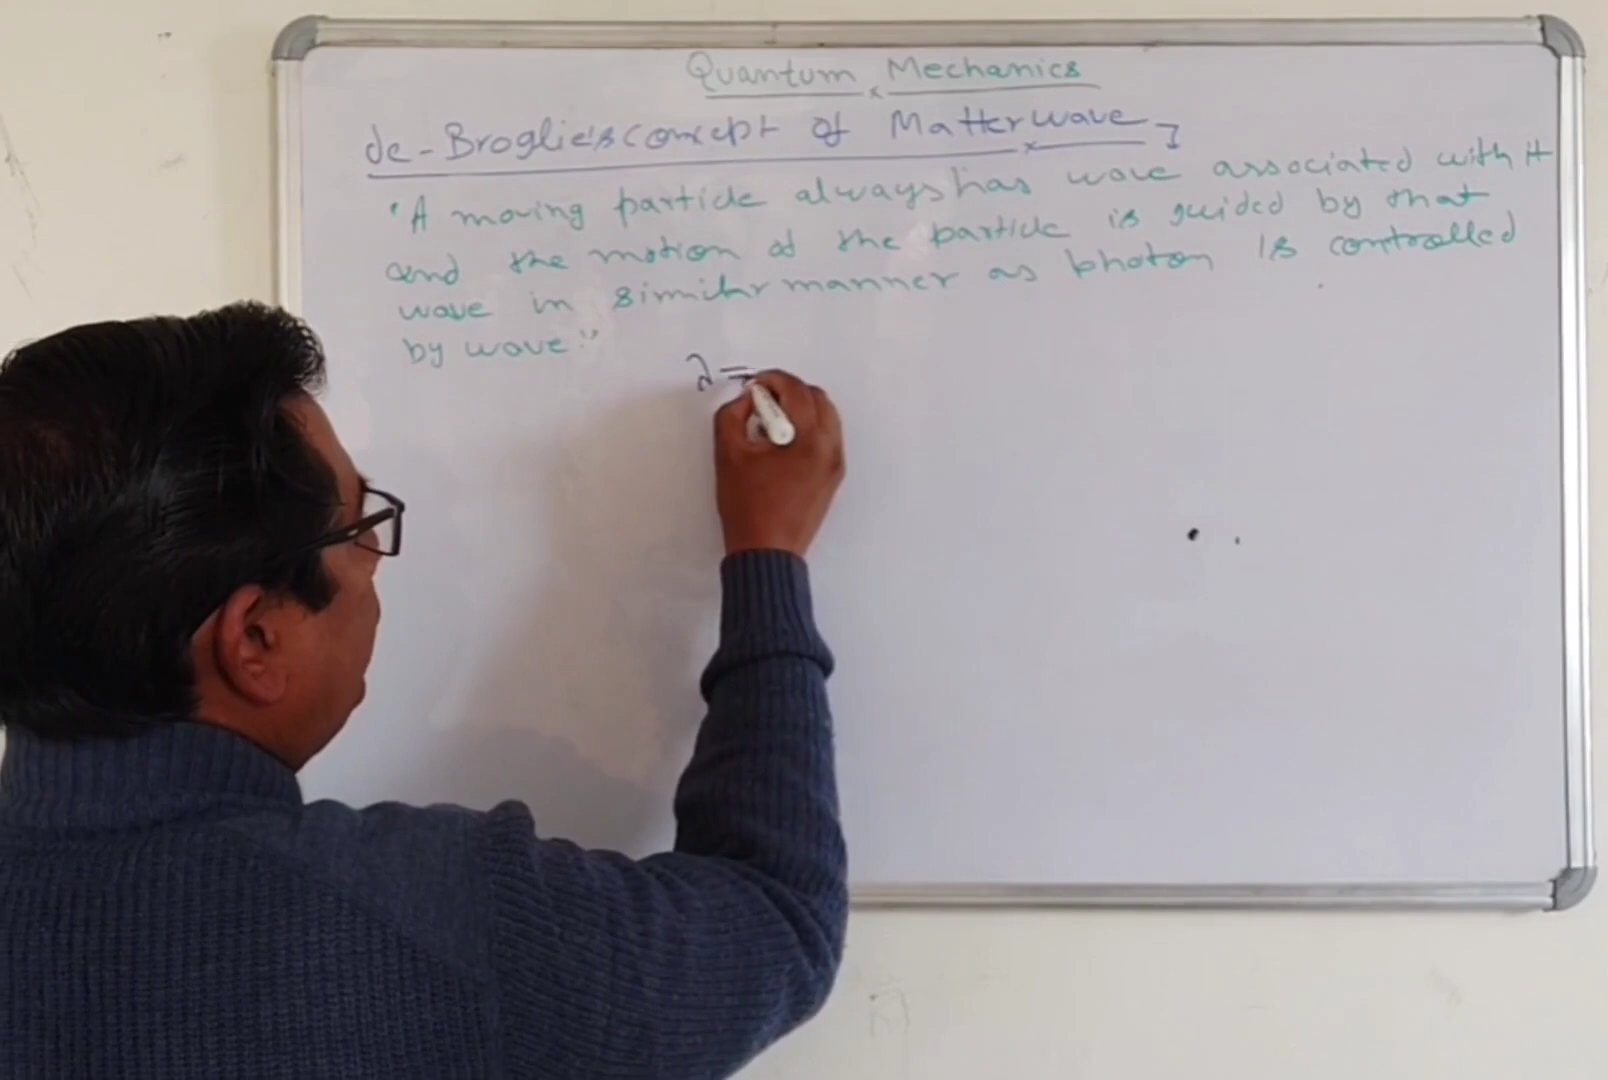 Quantum Mechanics
de-Broglie's concept of Matter wave
"A moving particle always has wave associated with it
and the motion of the particle is guided by that
wave in similar manner as photon is controlled
by wave"
λ =